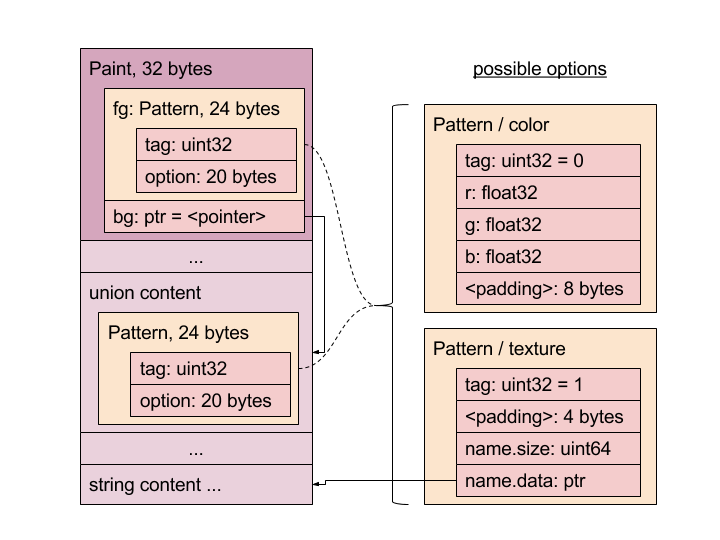 Paint, 32 bytes
fg: Pattern, 24 bytes
tag: uint32
option: 20 bytes
bg: ptr = <pointer>
...
union content
Pattern, 24 bytes
tag: uint32
option: 20 bytes
...
string content ...
possible options
Pattern / color
tag: uint32 = 0
r: float32
g: float32
b: float32
<padding>: 8 bytes
Pattern / texture
tag: uint32 = 1
<padding>: 4 bytes
name.size: uint64
name.data: ptr